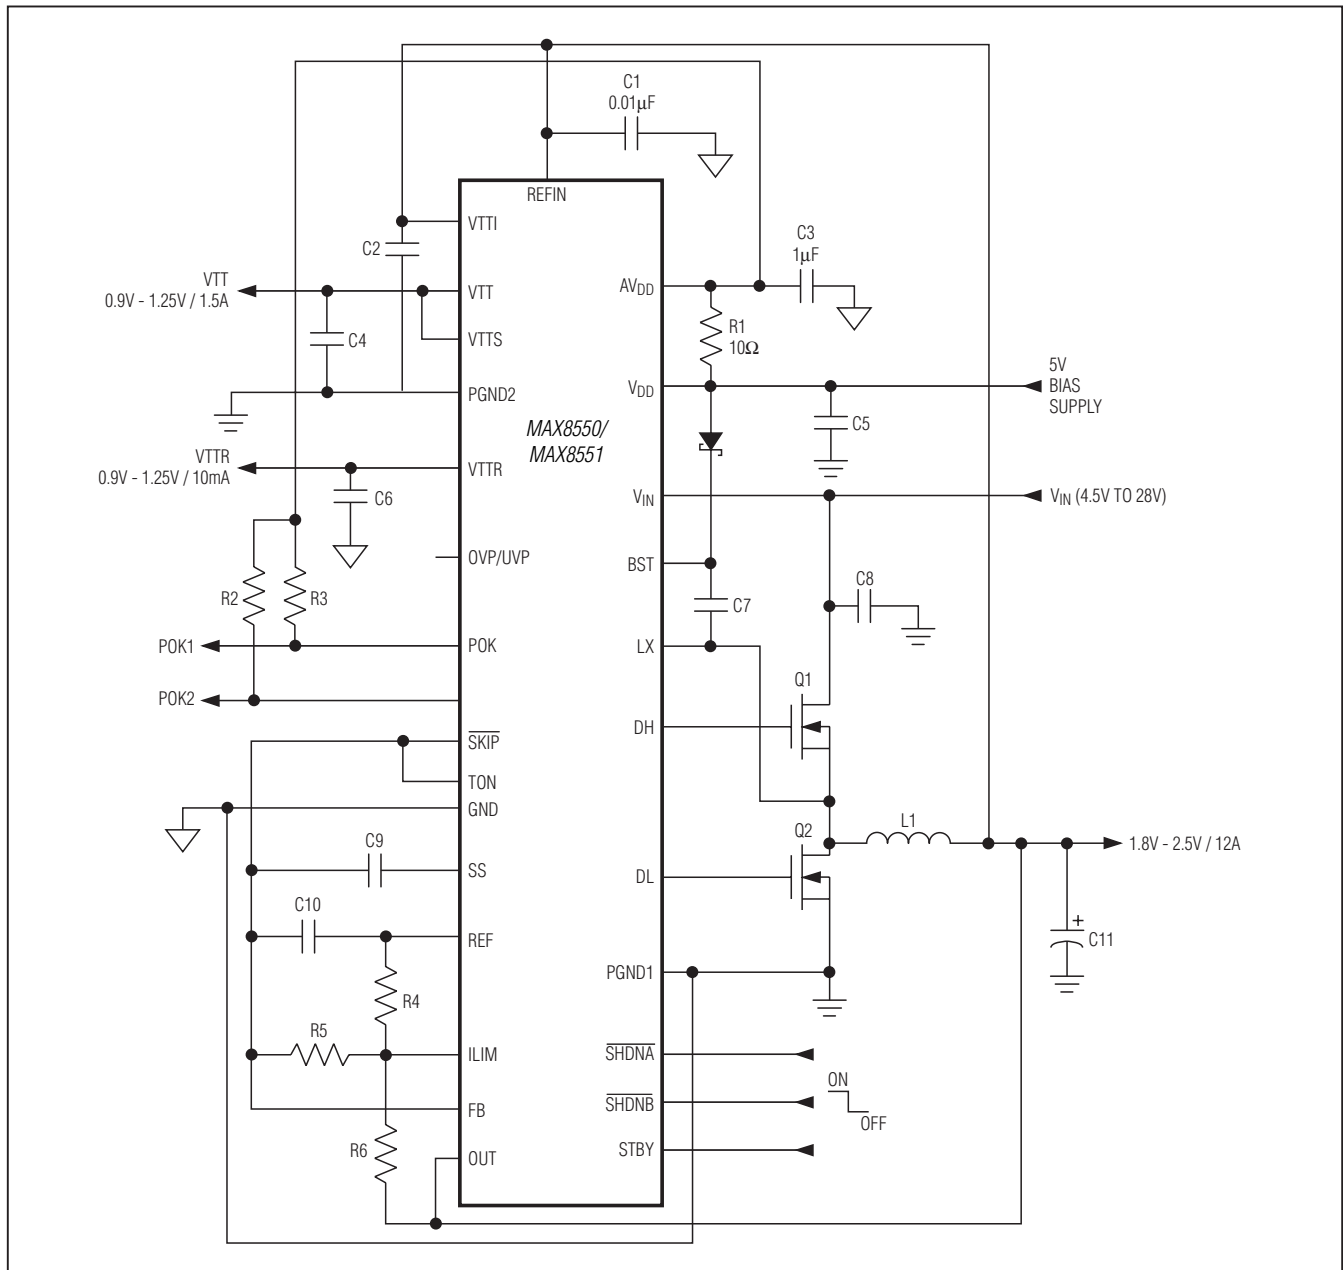 C1
0.01µF
REFIN
VTTI
C2
C3
1µF
VTT
0.9V - 1.25V / 1.5A
VTT
AVDD
R1
10Ω
VTTS
C4
PGND2
VDD
5V
BIAS
SUPPLY
C5
MAX8550/
MAX8551
VTTR
0.9V - 1.25V / 10mA
VTTR
C6
VIN
VIN (4.5V TO 28V)
OVP/UVP
BST
C8
R2
R3
C7
POK1
POK
LX
POK2
Q1
DH
SKIP
TON
GND
C9
SS
Q2
L1
1.8V - 2.5V / 12A
DL
C10
REF
+
C11
PGND1
R4
R5
ILIM
SHDNA
ON
OFF
SHDNB
FB
R6
OUT
STBY